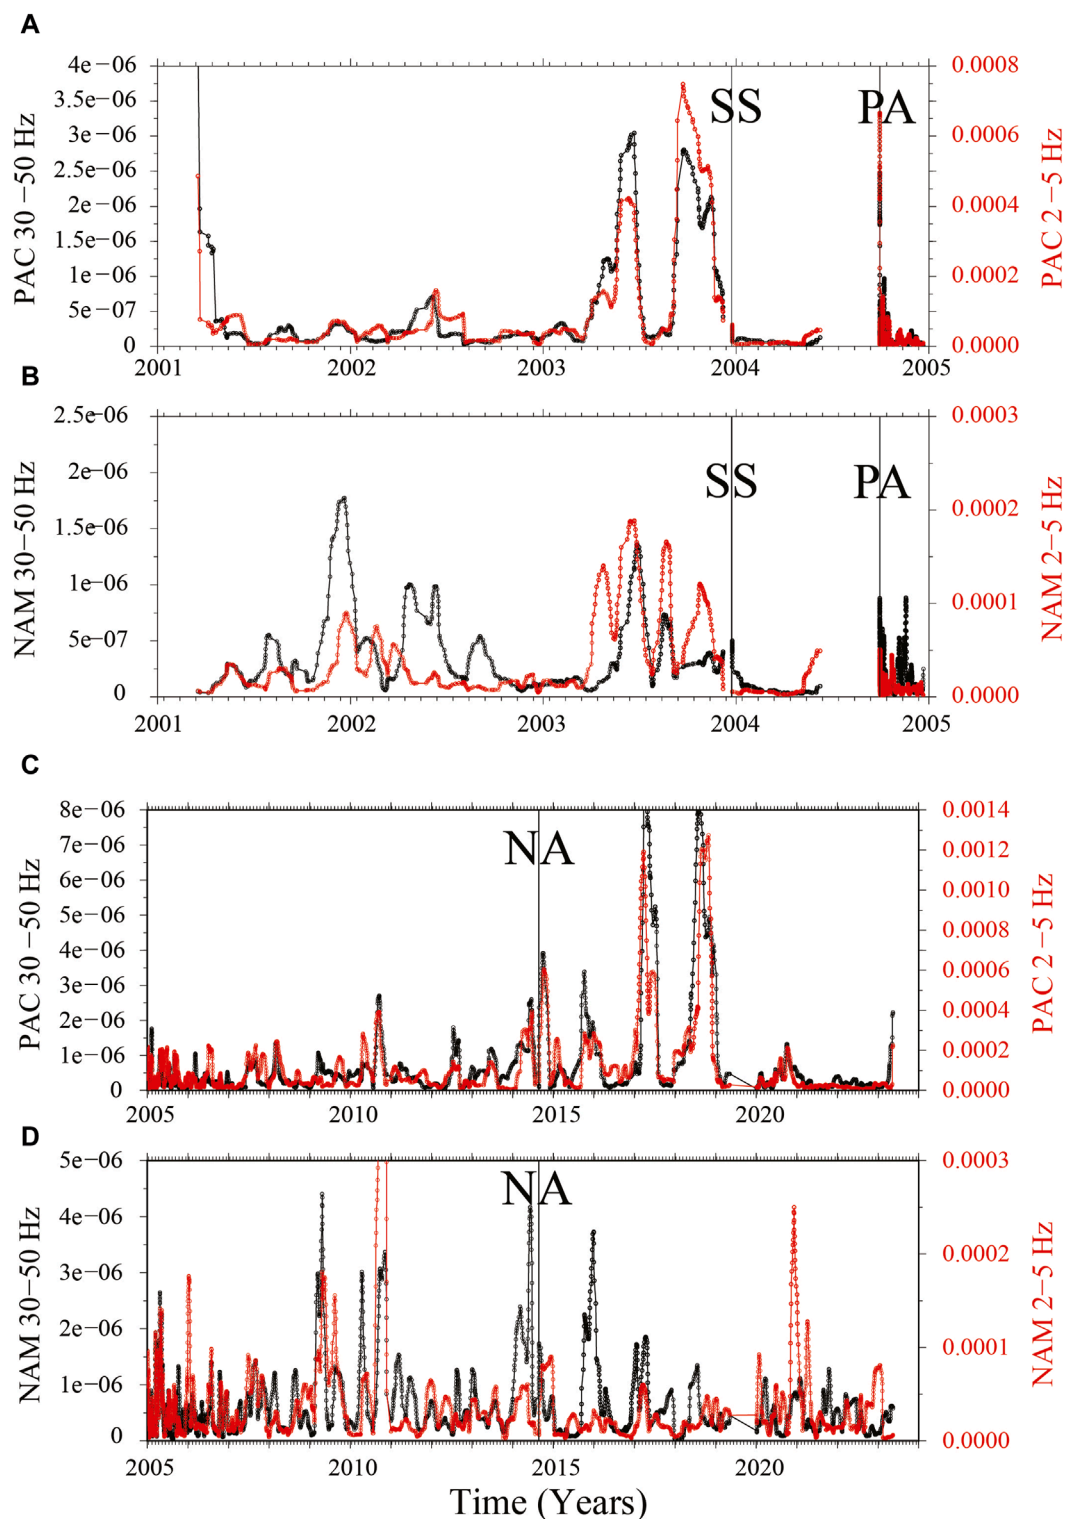 A
4e−06
3.5e−06
3e−06
2.5e−06
2e−06
1.5e−06
1e−06
5e−07
0
PAC 30−50 Hz
SS
PA
0.0008
0.0006
0.0004
0.0002
0.0000
PAC 2−5 Hz
2001
2002
2003
2004
2005
B
2.5e−06
2e−06
1.5e−06
1e−06
5e−07
0
NAM 30−50 Hz
SS
PA
0.0003
0.0002
0.0001
0.0000
NAM 2−5 Hz
2001
2002
2003
2004
2005
C
8e−06
7e−06
6e−06
5e−06
4e−06
3e−06
2e−06
1e−06
0
PAC 30−50 Hz
NA
0.0014
0.0012
0.0010
0.0008
0.0006
0.0004
0.0002
0.0000
PAC 2−5 Hz
2005
2010
2015
2020
D
5e−06
4e−06
3e−06
2e−06
1e−06
0
NAM 30−50 Hz
NA
0.0003
0.0002
0.0001
0.0000
NAM 2−5 Hz
2005
2010
2015
2020
Time (Years)